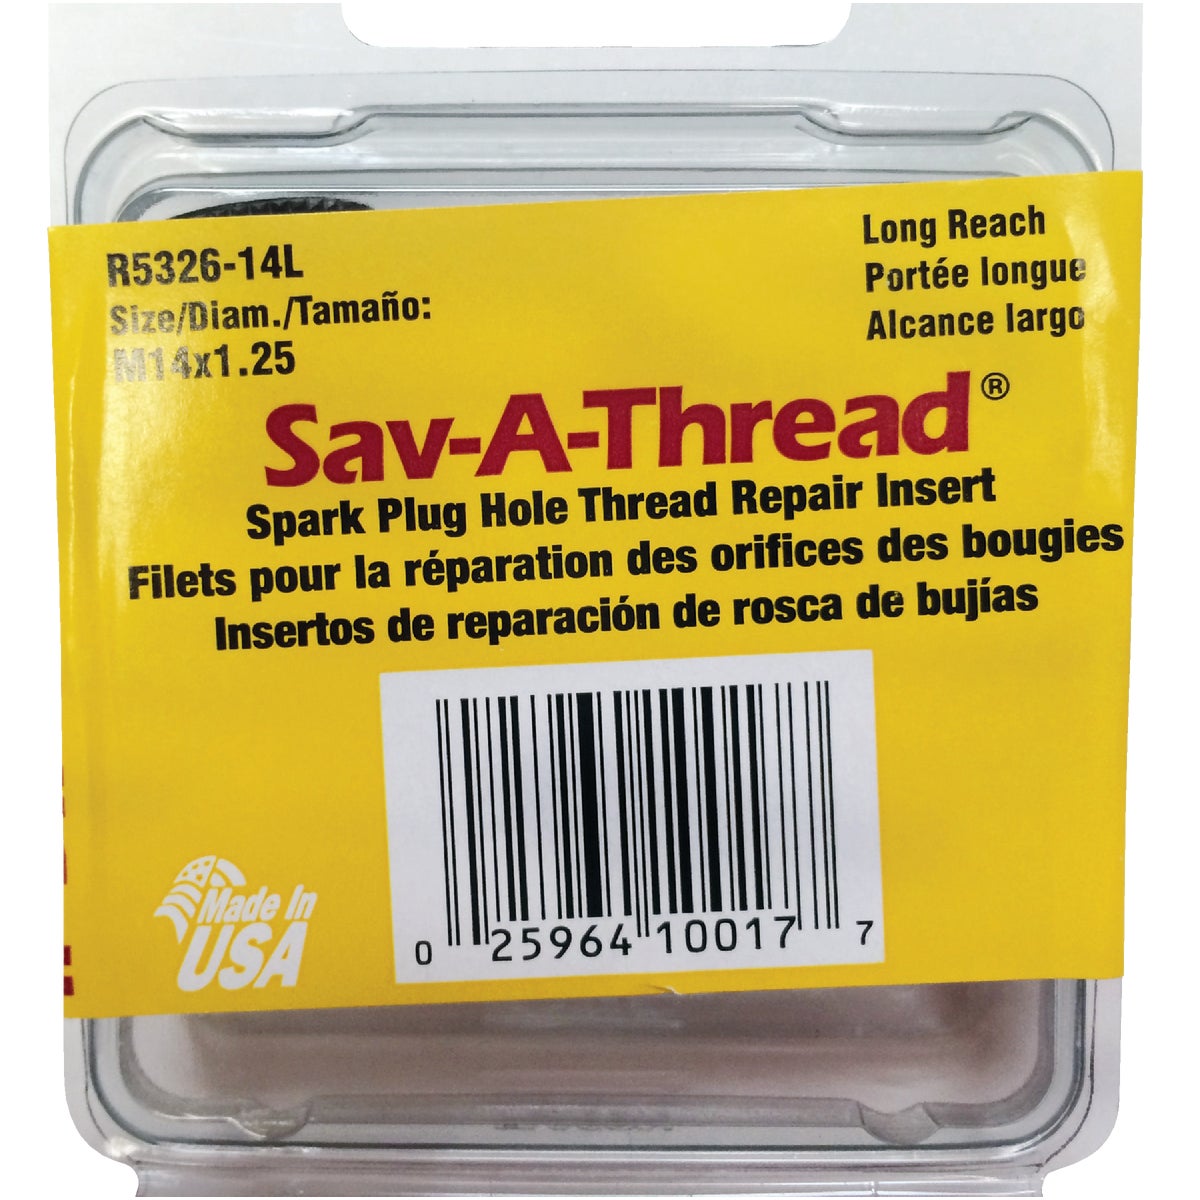 R5326-14L
Size/Diam./Tamaño:
M14x1.25
Long Reach
Portée longue
Alcance largo
Sav-A-Thread®
Spark Plug Hole Thread Repair Insert
Filets pour la réparation des orifices des bougies
Insertos de reparación de rosca de bujías
Made In
USA
0 25964 10017 7